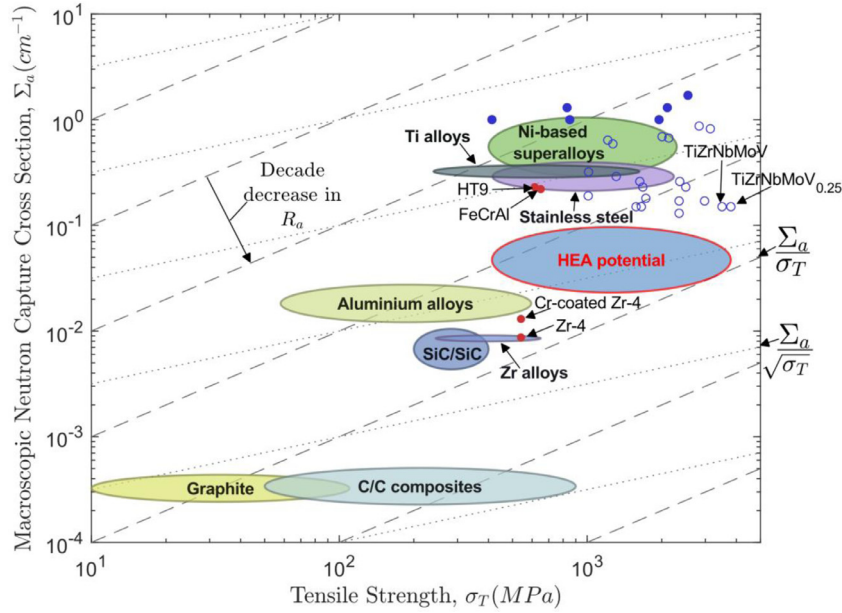 Macroscopic Neutron Capture Cross Section, Σₐ(cm⁻¹)
10¹
10⁰
10⁻¹
10⁻²
10⁻³
10⁻⁴
Decade
decrease in
Rₐ
Ti alloys
Ni-based
superalloys
HT9
FeCrAl
Stainless steel
TiZrNbMoV
TiZrNbMoV₀.₂₅
HEA potential
Σₐ/σ_T
Aluminium alloys
Cr-coated Zr-4
Zr-4
SiC/SiC
Zr alloys
Σₐ/√σ_T
Graphite
C/C composites
10¹
10²
10³
Tensile Strength, σ_T(MPa)